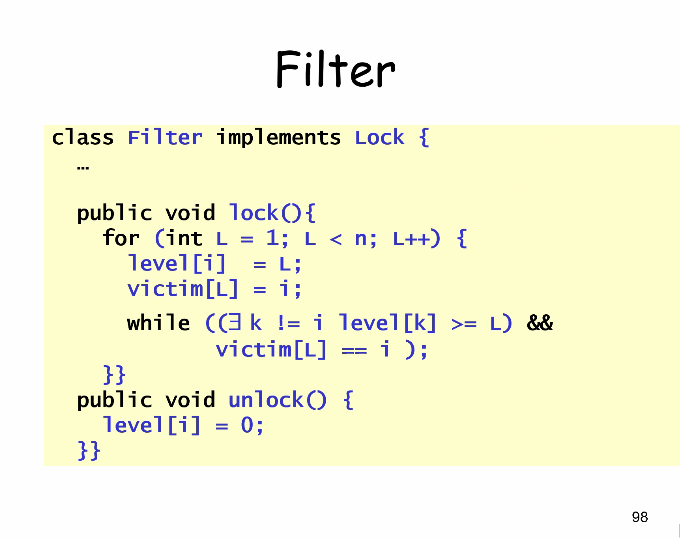 Filter
class Filter implements Lock {
…
public void lock(){
for (int L = 1; L < n; L++) {
level[i]  = L;
victim[L] = i;
while ((∃ k != i level[k] >= L) &&
victim[L] == i );
}}
public void unlock() {
level[i] = 0;
}}
98